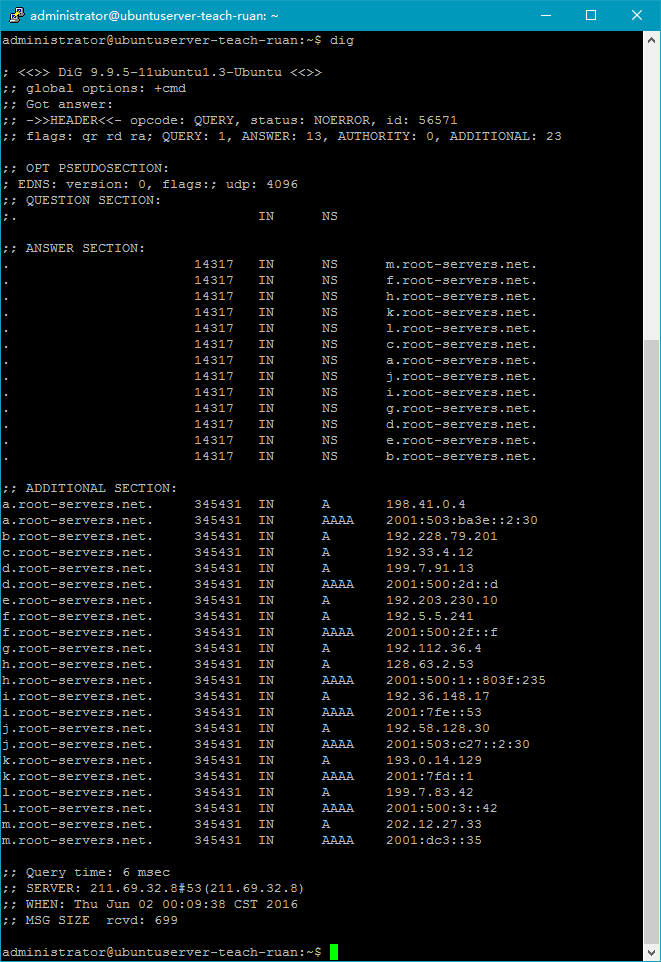 administrator@ubuntuserver-teach-ruan: ~
administrator@ubuntuserver-teach-ruan:~$ dig
; <<>> DiG 9.9.5-11ubuntu1.3-Ubuntu <<>>
;; global options: +cmd
;; Got answer:
;; ->>HEADER<<- opcode: QUERY, status: NOERROR, id: 56571
;; flags: qr rd ra; QUERY: 1, ANSWER: 13, AUTHORITY: 0, ADDITIONAL: 23
;; OPT PSEUDOSECTION:
; EDNS: version: 0, flags:; udp: 4096
;; QUESTION SECTION:
;. IN NS
;; ANSWER SECTION:
. 14317 IN NS m.root-servers.net.
. 14317 IN NS f.root-servers.net.
. 14317 IN NS h.root-servers.net.
. 14317 IN NS k.root-servers.net.
. 14317 IN NS l.root-servers.net.
. 14317 IN NS c.root-servers.net.
. 14317 IN NS a.root-servers.net.
. 14317 IN NS j.root-servers.net.
. 14317 IN NS i.root-servers.net.
. 14317 IN NS g.root-servers.net.
. 14317 IN NS d.root-servers.net.
. 14317 IN NS e.root-servers.net.
. 14317 IN NS b.root-servers.net.
;; ADDITIONAL SECTION:
a.root-servers.net. 345431 IN A 198.41.0.4
a.root-servers.net. 345431 IN AAAA 2001:503:ba3e::2:30
b.root-servers.net. 345431 IN A 192.228.79.201
c.root-servers.net. 345431 IN A 192.33.4.12
d.root-servers.net. 345431 IN A 199.7.91.13
d.root-servers.net. 345431 IN AAAA 2001:500:2d::d
e.root-servers.net. 345431 IN A 192.203.230.10
f.root-servers.net. 345431 IN A 192.5.5.241
f.root-servers.net. 345431 IN AAAA 2001:500:2f::f
g.root-servers.net. 345431 IN A 192.112.36.4
h.root-servers.net. 345431 IN A 128.63.2.53
h.root-servers.net. 345431 IN AAAA 2001:500:1::803f:235
i.root-servers.net. 345431 IN A 192.36.148.17
i.root-servers.net. 345431 IN AAAA 2001:7fe::53
j.root-servers.net. 345431 IN A 192.58.128.30
j.root-servers.net. 345431 IN AAAA 2001:503:c27::2:30
k.root-servers.net. 345431 IN A 193.0.14.129
k.root-servers.net. 345431 IN AAAA 2001:7fd::1
l.root-servers.net. 345431 IN A 199.7.83.42
l.root-servers.net. 345431 IN AAAA 2001:500:3::42
m.root-servers.net. 345431 IN A 202.12.27.33
m.root-servers.net. 345431 IN AAAA 2001:dc3::35
;; Query time: 6 msec
;; SERVER: 211.69.32.8#53(211.69.32.8)
;; WHEN: Thu Jun 02 00:09:38 CST 2016
;; MSG SIZE  rcvd: 699
administrator@ubuntuserver-teach-ruan:~$